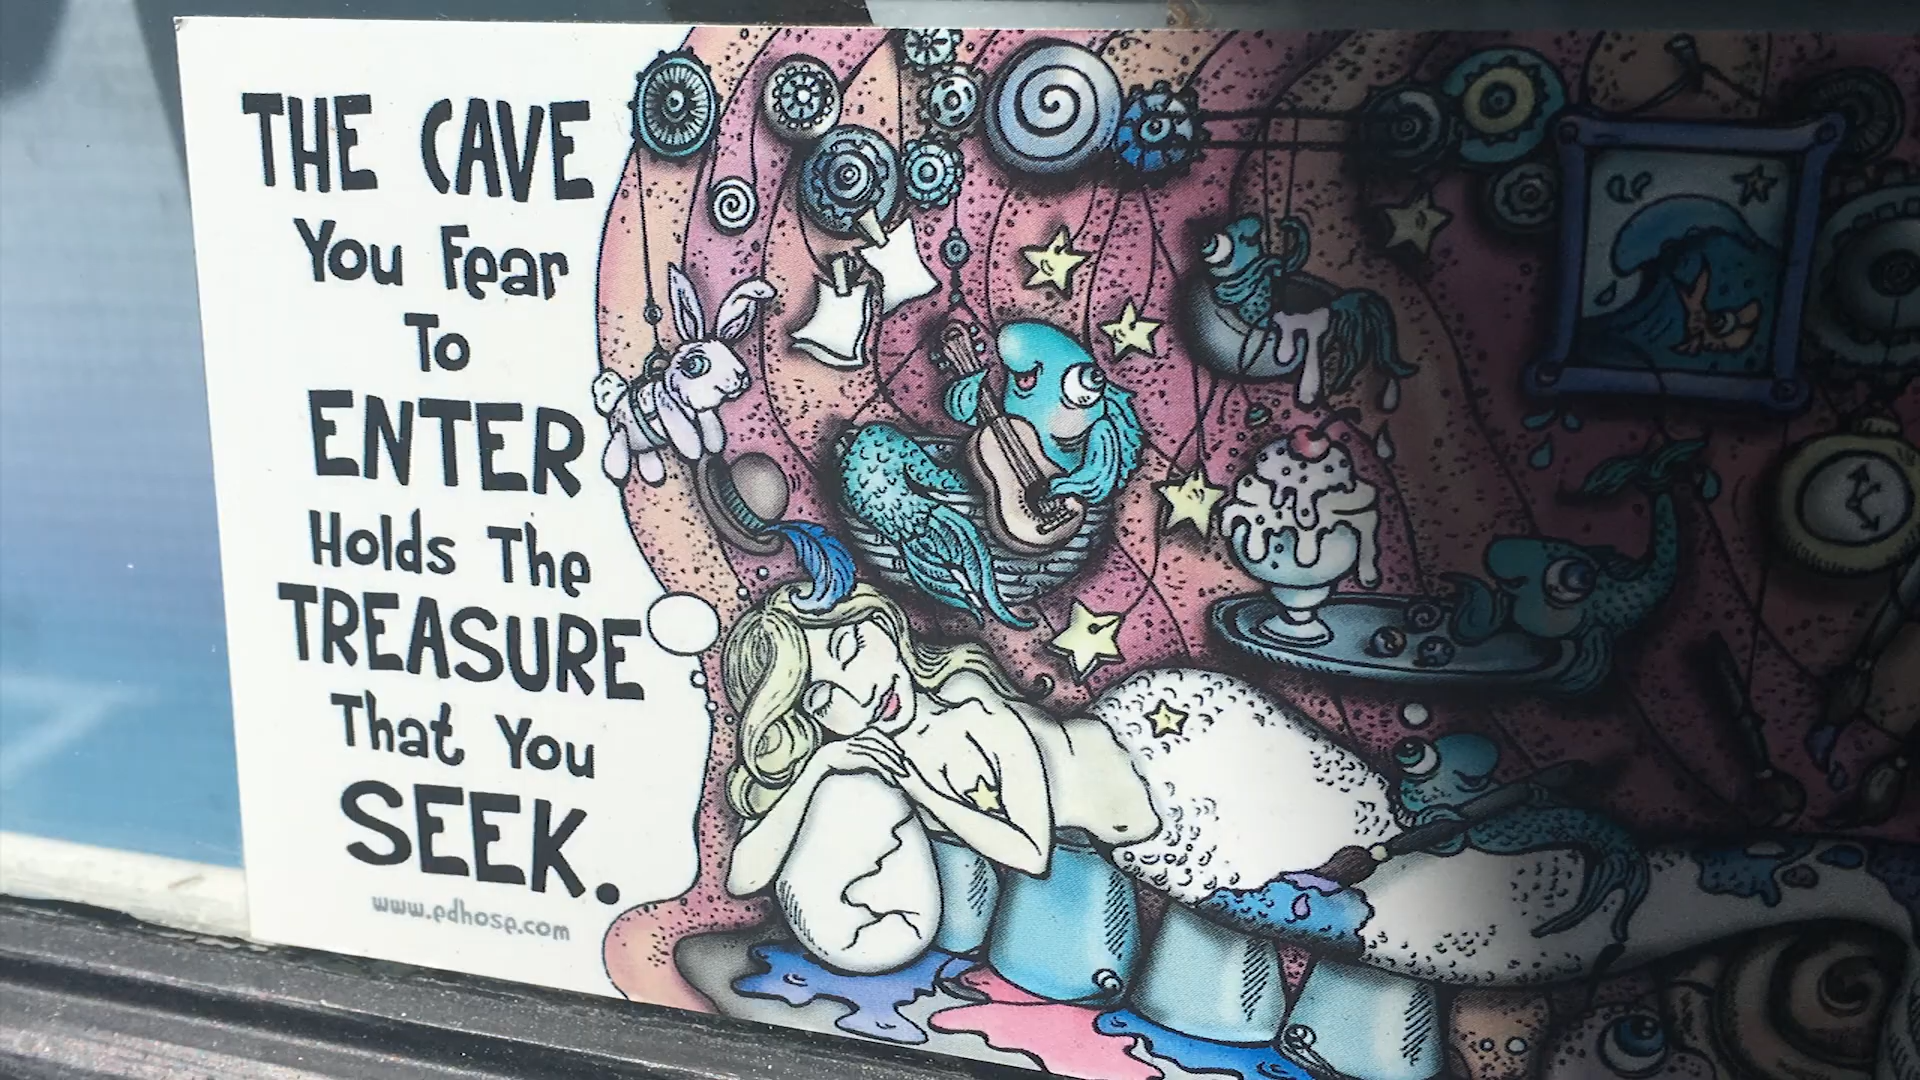 THE CAVE
You Fear
To
ENTER
Holds The
TREASURE
That You
SEEK.
www.edhose.com